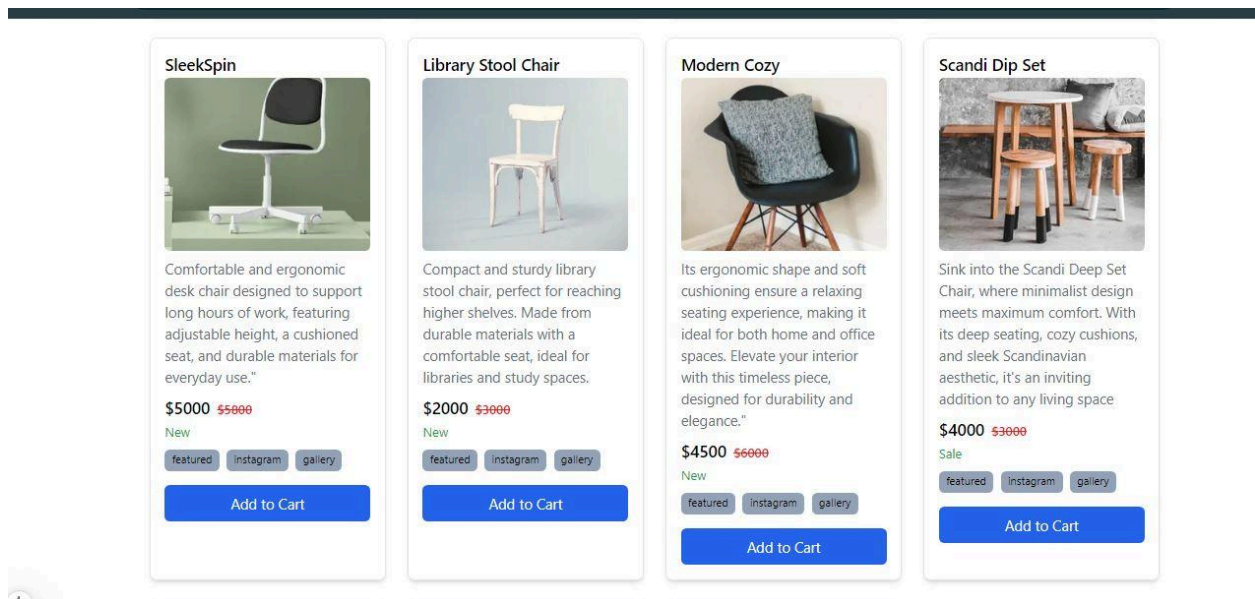 SleekSpin
Comfortable and ergonomic
desk chair designed to support
long hours of work, featuring
adjustable height, a cushioned
seat, and durable materials for
everyday use."
$5000 $5000
New
featured instagram gallery
Add to Cart
Library Stool Chair
Compact and sturdy library
stool chair, perfect for reaching
higher shelves. Made from
durable materials with a
comfortable seat, ideal for
libraries and study spaces.
$2000 $3000
New
featured instagram gallery
Add to Cart
Modern Cozy
Its ergonomic shape and soft
cushioning ensure a relaxing
seating experience, making it
ideal for both home and office
spaces. Elevate your interior
with this timeless piece,
designed for durability and
elegance."
$4500 $6000
New
featured instagram gallery
Add to Cart
Scandi Dip Set
Sink into the Scandi Deep Set
Chair, where minimalist design
meets maximum comfort. With
its deep seating, cozy cushions,
and sleek Scandinavian
aesthetic, it's an inviting
addition to any living space
$4000 $3000
Sale
featured instagram gallery
Add to Cart